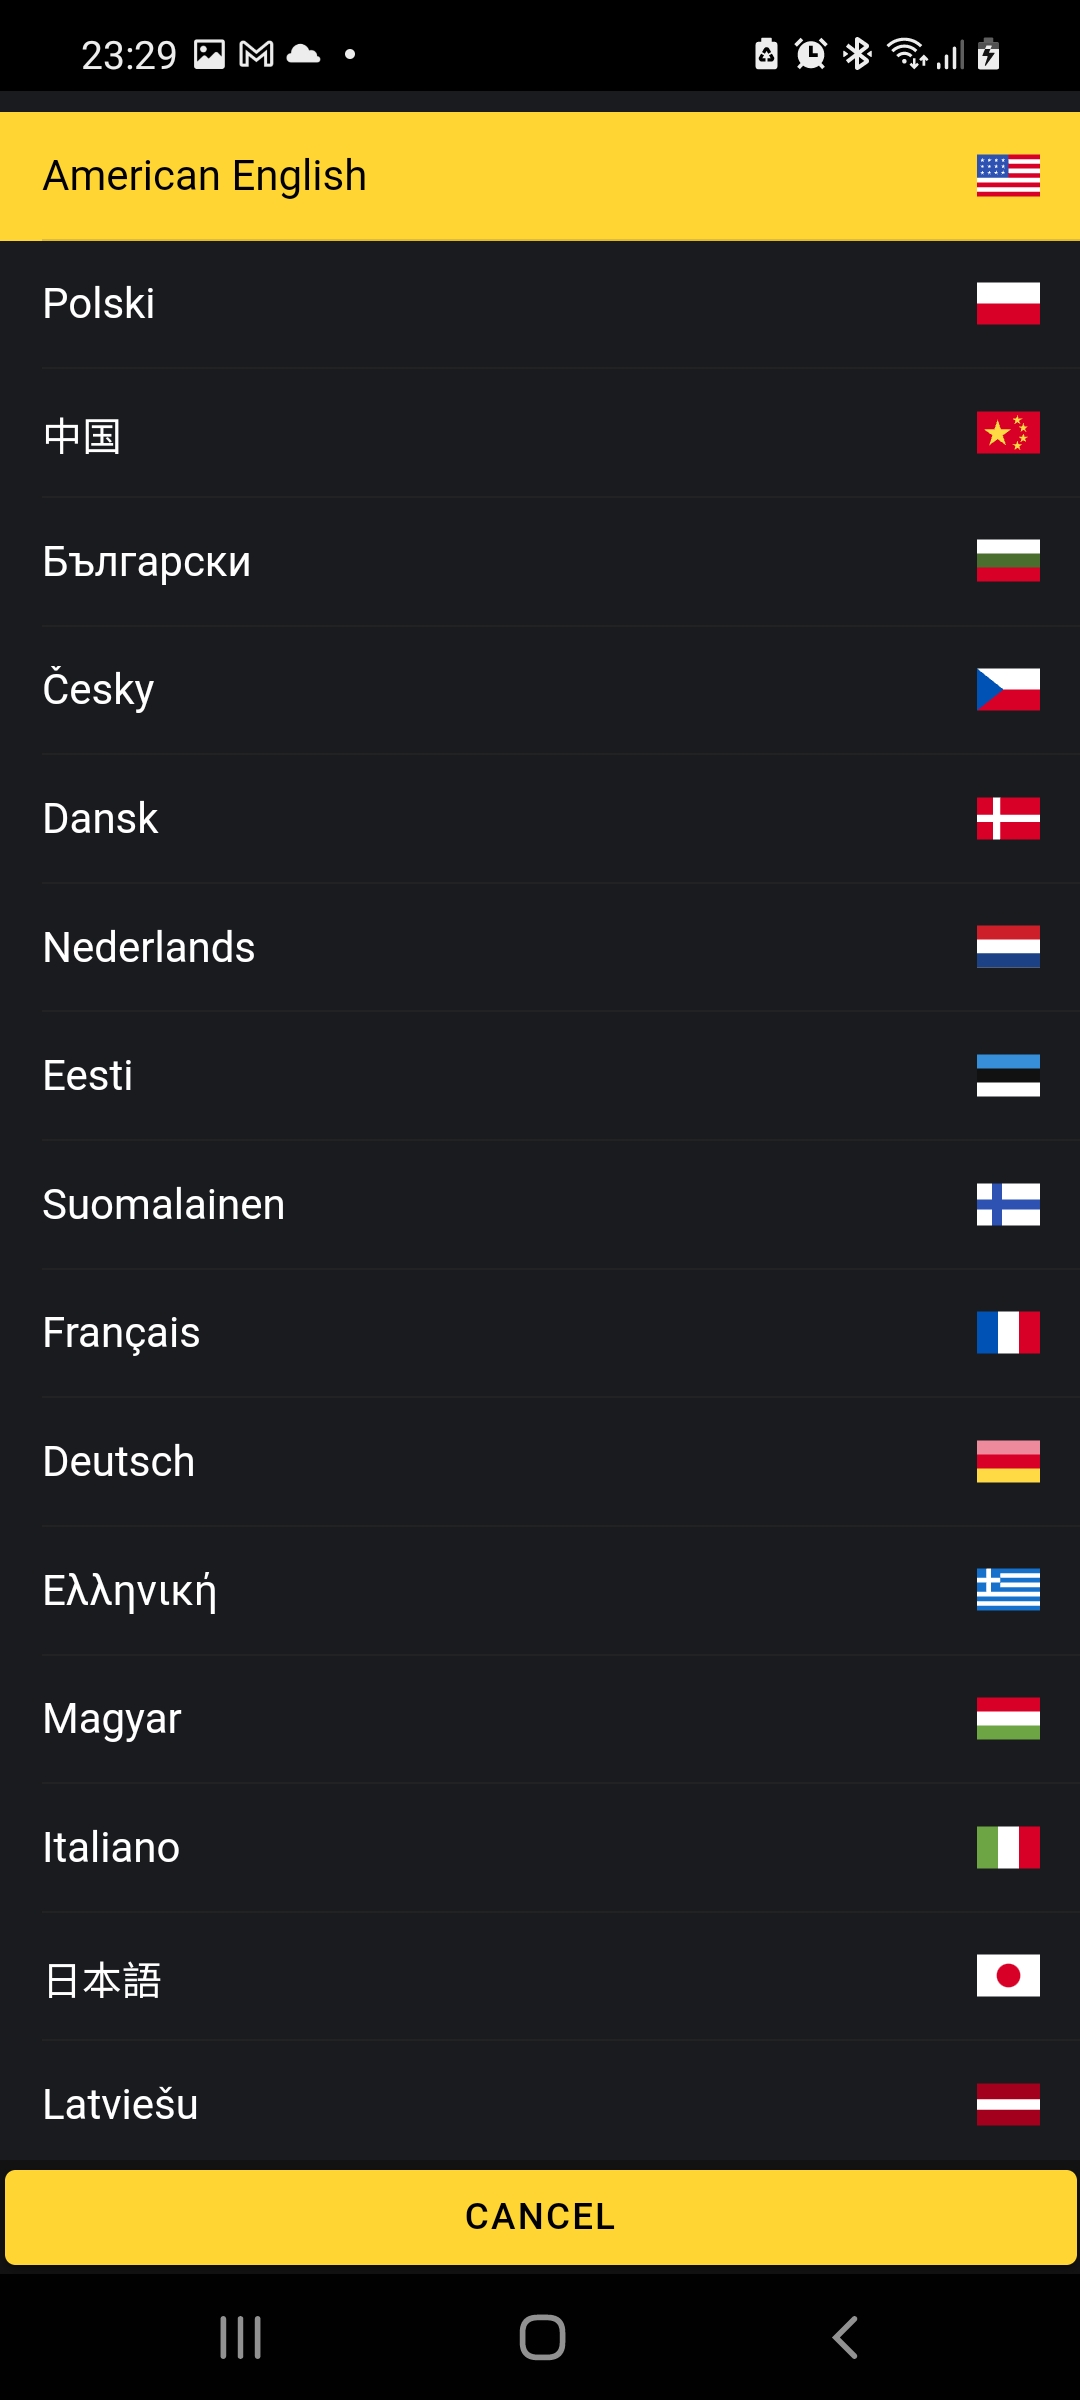 23:29
American English
Polski
中国
Български
Česky
Dansk
Nederlands
Eesti
Suomalainen
Français
Deutsch
Ελληνική
Magyar
Italiano
日本語
Latviešu
CANCEL